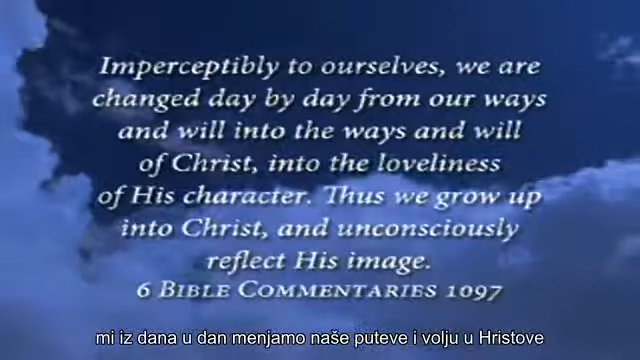 Imperceptibly to ourselves, we are
changed day by day from our ways
and will into the ways and will
of Christ, into the loveliness
of His character. Thus we grow up
into Christ, and unconsciously
reflect His image.
6 BIBLE COMMENTARIES 1097
mi iz dana u dan menjamo naše puteve i volju u Hristove